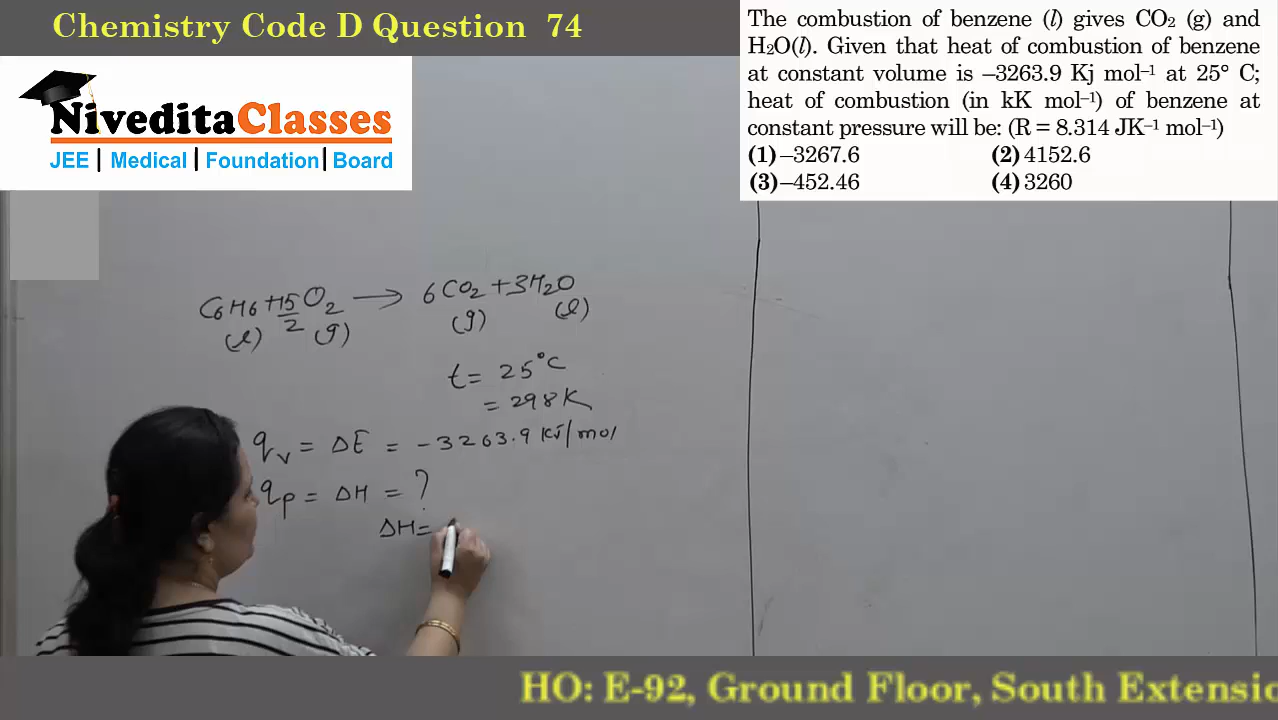 Chemistry Code D Question 74
The combustion of benzene (l) gives CO₂ (g) and
H₂O(l). Given that heat of combustion of benzene
at constant volume is –3263.9 Kj mol⁻¹ at 25° C;
heat of combustion (in kK mol⁻¹) of benzene at
constant pressure will be: (R = 8.314 JK⁻¹ mol⁻¹)
(1) –3267.6 (2) 4152.6
(3) –452.46 (4) 3260
NiveditaClasses
JEE | Medical | Foundation | Board
C6H6 + 15/2 O2 → 6CO2 + 3H2O
(l) (g) (g) (l)
t = 25°C
= 298K
qv = ΔE = -3263.9 kJ/mol
qp = ΔH = ?
ΔH =
HO: E-92, Ground Floor, South Extensio